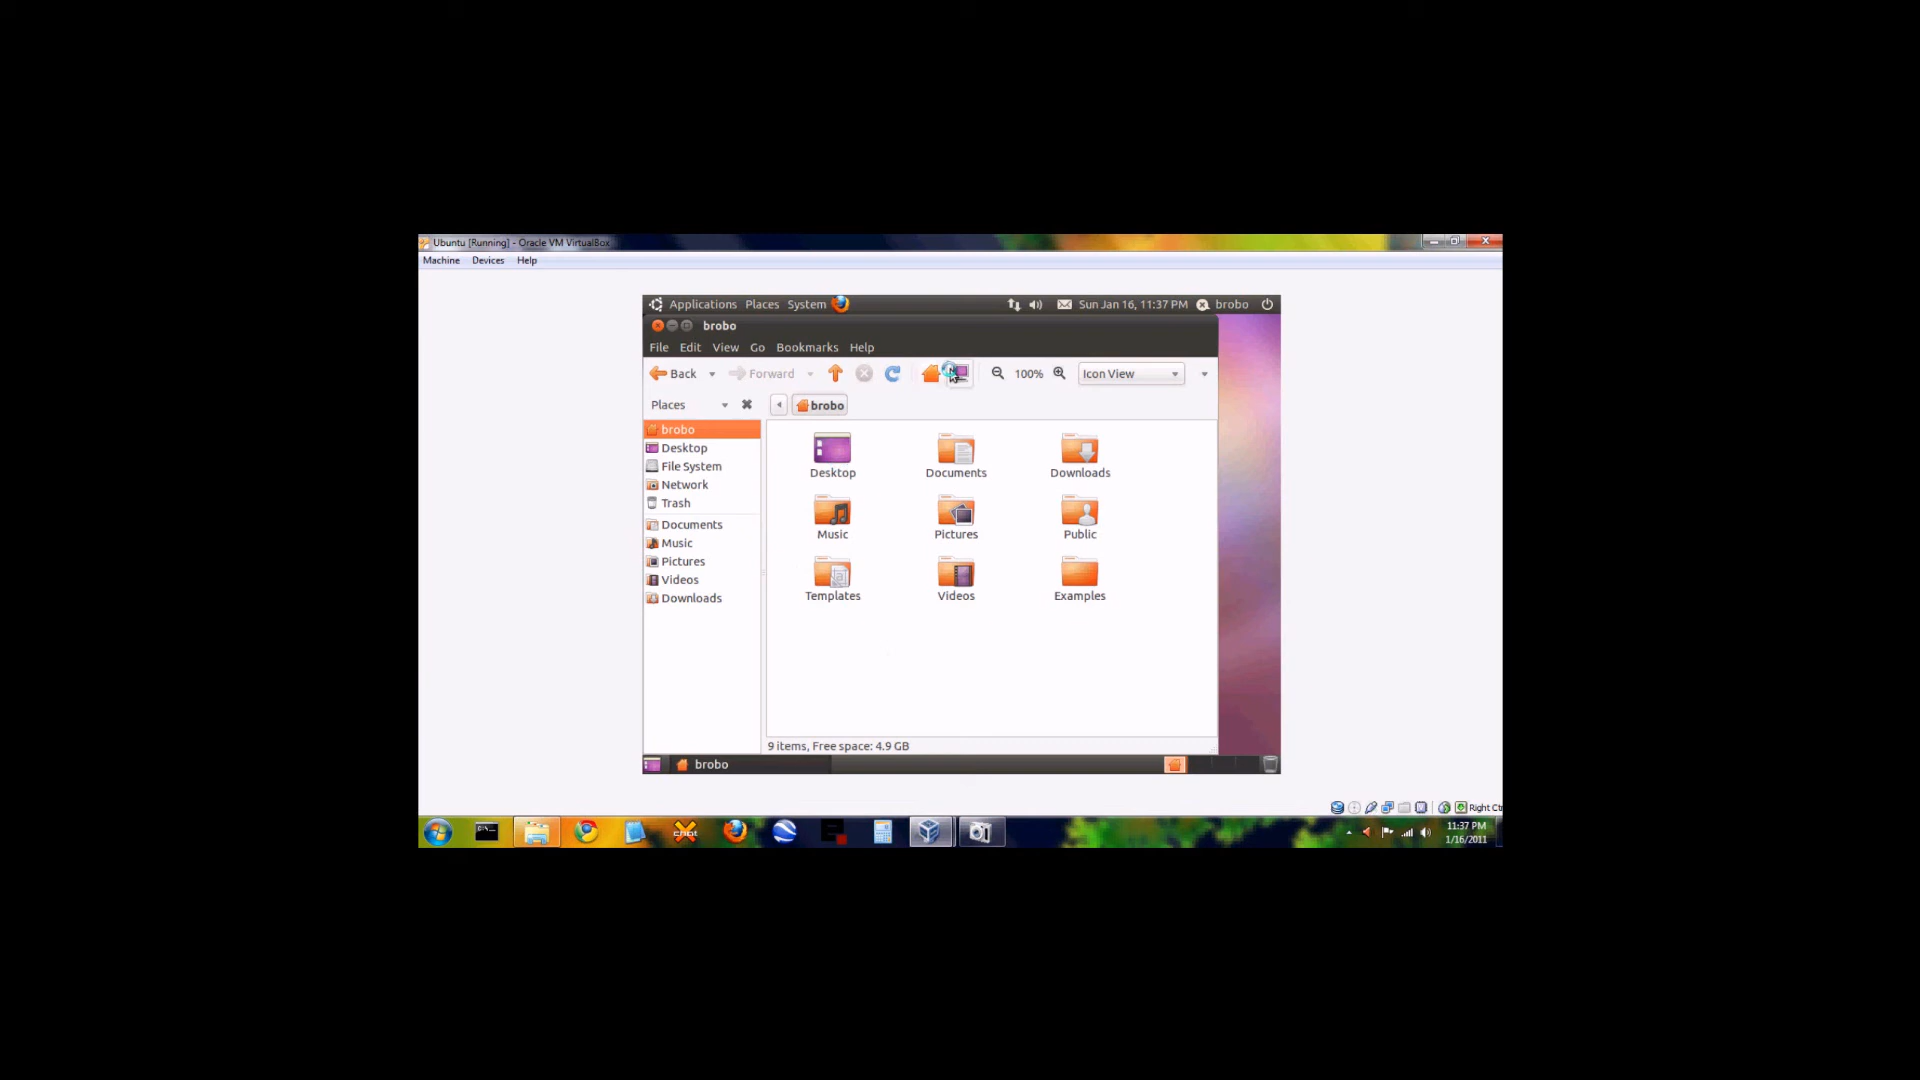 Ubuntu [Running] - Oracle VM VirtualBox
Machine Devices Help
Applications Places System Sun Jan 16, 11:37 PM brobo
brobo
File Edit View Go Bookmarks Help
Back Forward 100% Icon View
Places brobo
brobo
Desktop
File System
Network
Trash
Documents
Music
Pictures
Videos
Downloads
Desktop Documents Downloads
Music Pictures Public
Templates Videos Examples
9 items, Free space: 4.9 GB
brobo
Right Ct
11:37 PM
1/16/2011